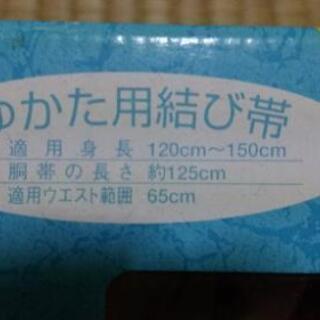 ゆかた用結び帯
適用身長 120cm～150cm
胴帯の長さ 約125cm
適用ウエスト範囲 65cm